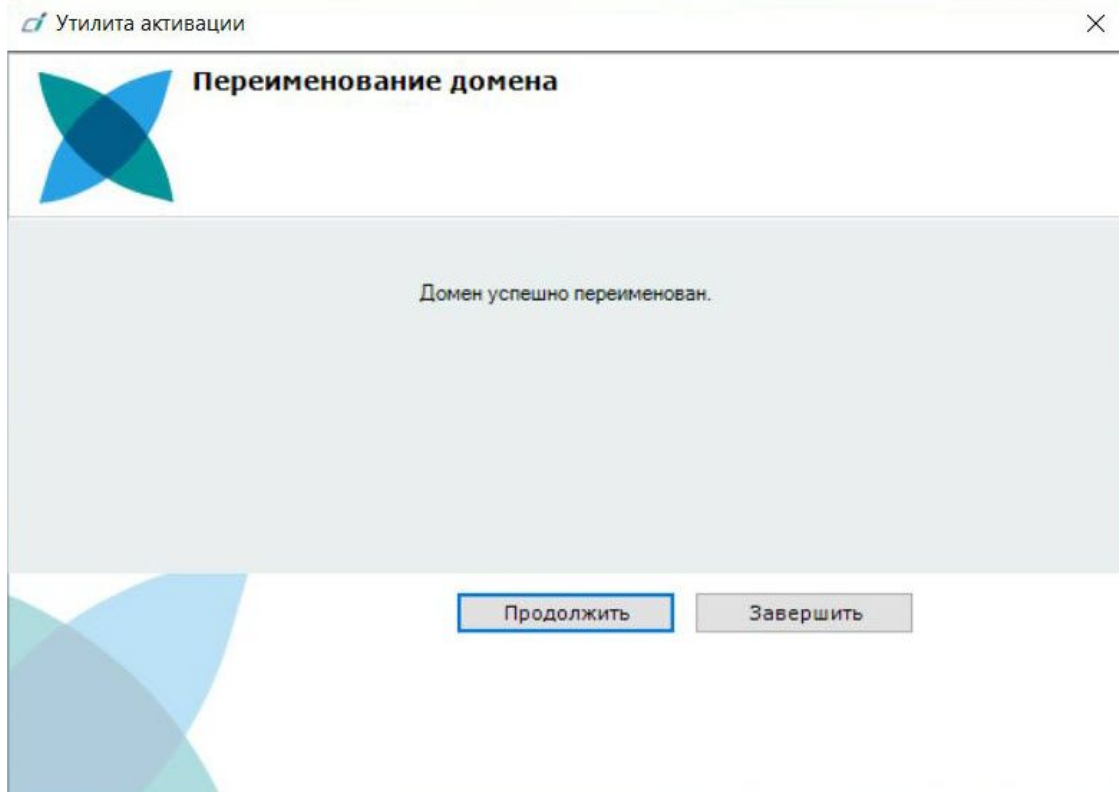 Утилита активации
Переименование домена
Домен успешно переименован.
Продолжить
Завершить